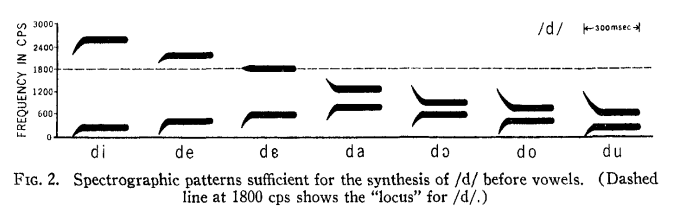 FREQUENCY IN CPS
3000
2400
1800
1200
600
0
/d/
300msec
di de dɛ da dɔ do du
FIG. 2. Spectrographic patterns sufficient for the synthesis of /d/ before vowels. (Dashed
line at 1800 cps shows the "locus" for /d/.)